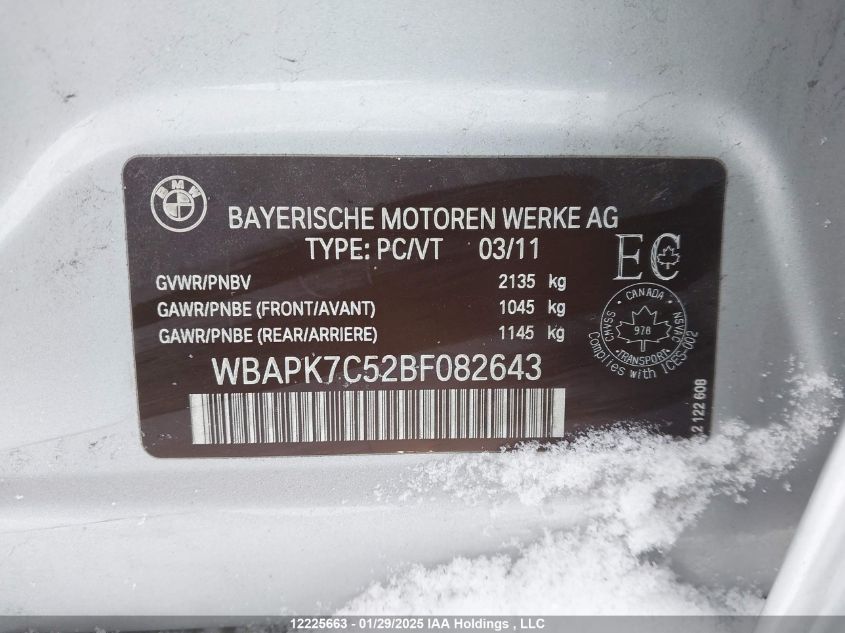 BMW
BAYERISCHE MOTOREN WERKE AG
TYPE: PC/VT 03/11
EC
GVWR/PNBV 2135 kg
GAWR/PNBE (FRONT/AVANT) 1045 kg
GAWR/PNBE (REAR/ARRIERE) 1145 kg
CANADA
CHVSS
NSVAC
978
TRANSPORT
ICES-002
WBAPK7C52BF082643
2 122 608
12225663 - 01/29/2025 IAA Holdings , LLC